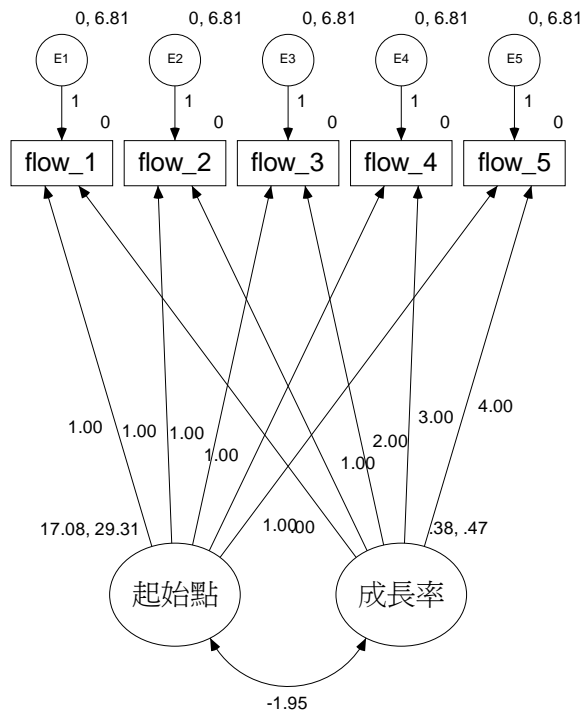 0, 6.81 0, 6.81 0, 6.81 0, 6.81 0, 6.81
E1 E2 E3 E4 E5
1 1 1 1 1
0 0 0 0 0
flow_1 flow_2 flow_3 flow_4 flow_5
1.00 1.00 1.00 1.00 1.00 .00 1.00 2.00 3.00 4.00
17.08, 29.31 .38, .47
起始點 成長率
-1.95